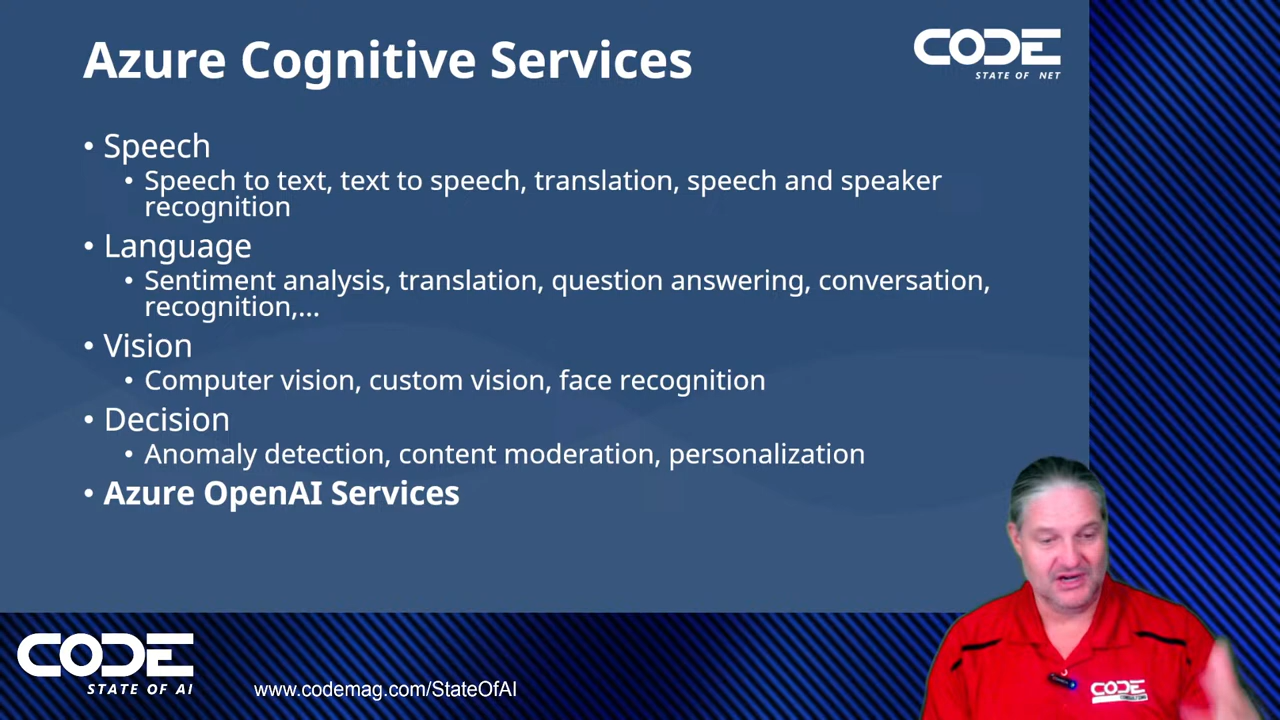 Azure Cognitive Services
CODE
STATE OF NET
• Speech
• Speech to text, text to speech, translation, speech and speaker
recognition
• Language
• Sentiment analysis, translation, question answering, conversation,
recognition,...
• Vision
• Computer vision, custom vision, face recognition
• Decision
• Anomaly detection, content moderation, personalization
• Azure OpenAI Services
CODE
STATE OF AI
www.codemag.com/StateOfAI
CODE
CONSULTING